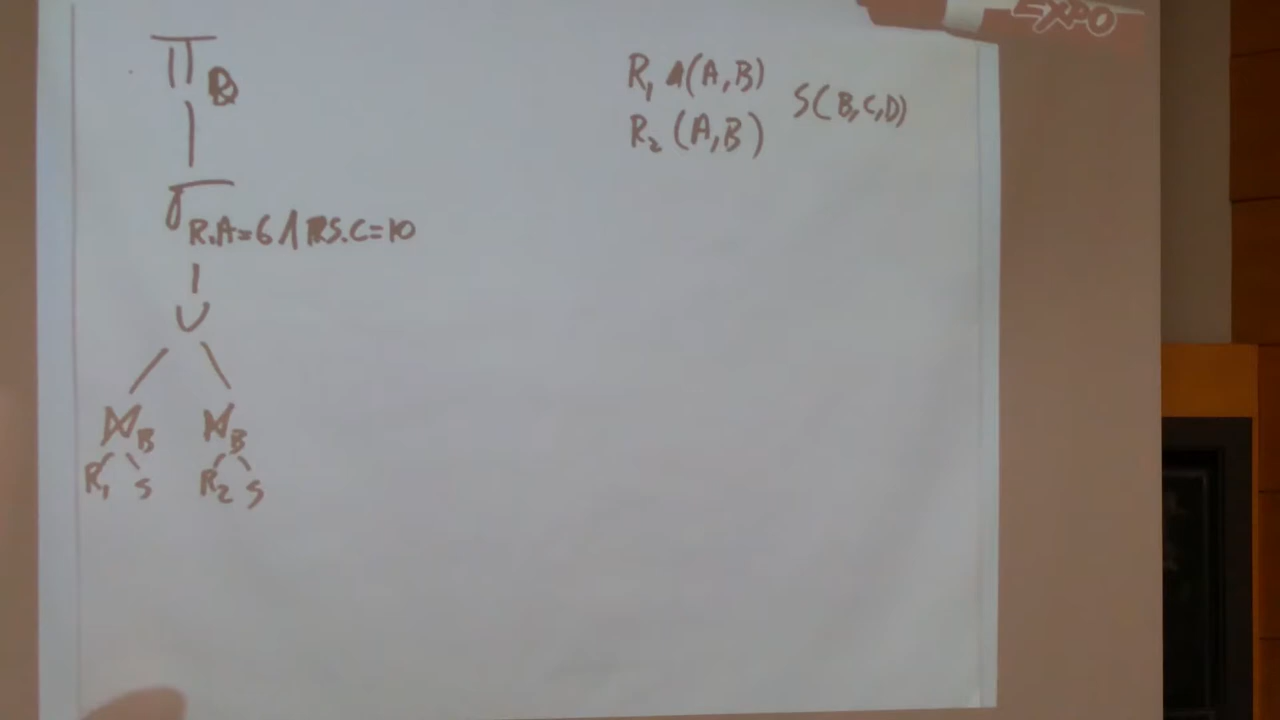 EXPO
R₁ (A,B)
S(B,C,D)
R₂ (A,B)
Π B
σ R.A=6 ∧ S.C=10
∪
⋈ B ⋈ B
R₁ S R₂ S